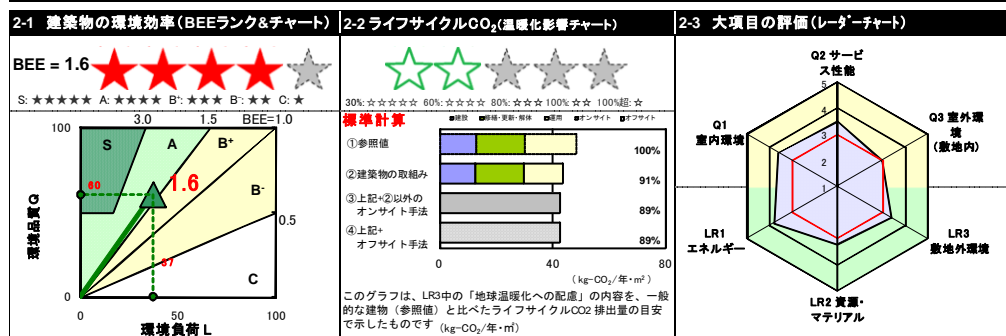 2-1 建築物の環境効率(BEEランク&チャート)
BEE = 1.6
S: ★★★★★ A: ★★★★ B⁺: ★★★ B⁻: ★★ C: ★
3.0 1.5 BEE=1.0
100
S A B⁺
60
1.6
B⁻
0.5
37
C
0
0 50 100
環境品質 Q
環境負荷 L
2-2 ライフサイクルCO₂(温暖化影響チャート)
30%: ☆☆☆☆☆ 60%: ☆☆☆☆ 80%: ☆☆☆ 100%: ☆☆ 100%超: ☆
標準計算
建設 修繕・更新・解体 運用 オンサイト オフサイト
①参照値 100%
②建築物の取組み 91%
③上記+②以外の
オンサイト手法 89%
④上記+
オフサイト手法 89%
0 40 80
(kg-CO₂/年・m²)
このグラフは、LR3中の「地球温暖化への配慮」の内容を、一般
的な建物(参照値)と比べたライフサイクルCO2 排出量の目安
で示したものです (kg-CO₂/年・㎡)
2-3 大項目の評価(レーダーチャート)
Q2 サービ
ス性能
Q1
室内環境
Q3 室外環
境
(敷地内)
5
4
3
2
1
LR1
エネルギー
LR3
敷地外環境
LR2 資源・
マテリアル